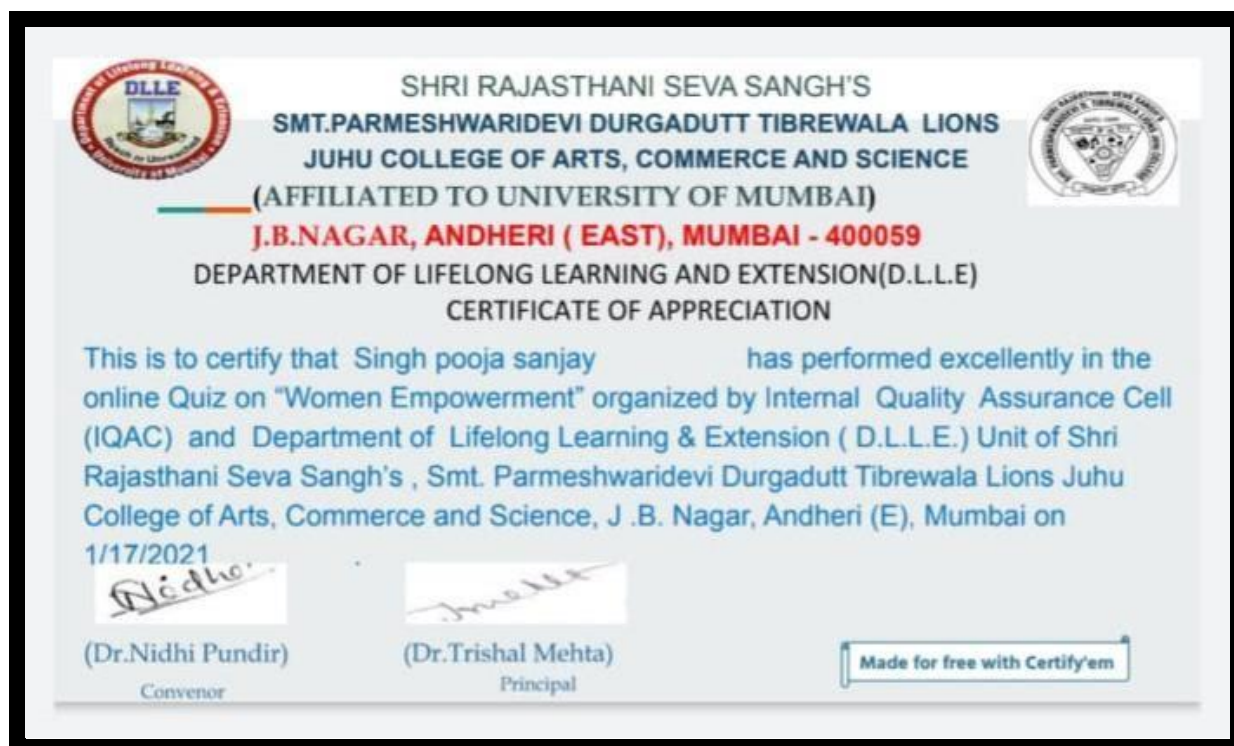 DLLE
SHRI RAJASTHANI SEVA SANGH'S
SMT.PARMESHWARIDEVI DURGADUTT TIBREWALA LIONS
JUHU COLLEGE OF ARTS, COMMERCE AND SCIENCE
(AFFILIATED TO UNIVERSITY OF MUMBAI)
J.B.NAGAR, ANDHERI ( EAST), MUMBAI - 400059
DEPARTMENT OF LIFELONG LEARNING AND EXTENSION(D.L.L.E)
CERTIFICATE OF APPRECIATION
This is to certify that Singh pooja sanjay has performed excellently in the
online Quiz on “Women Empowerment” organized by Internal Quality Assurance Cell
(IQAC) and Department of Lifelong Learning & Extension ( D.L.L.E.) Unit of Shri
Rajasthani Seva Sangh's , Smt. Parmeshwaridevi Durgadutt Tibrewala Lions Juhu
College of Arts, Commerce and Science, J .B. Nagar, Andheri (E), Mumbai on
1/17/2021 .
(Dr.Nidhi Pundir) (Dr.Trishal Mehta)
Convenor Principal
Made for free with Certify'em